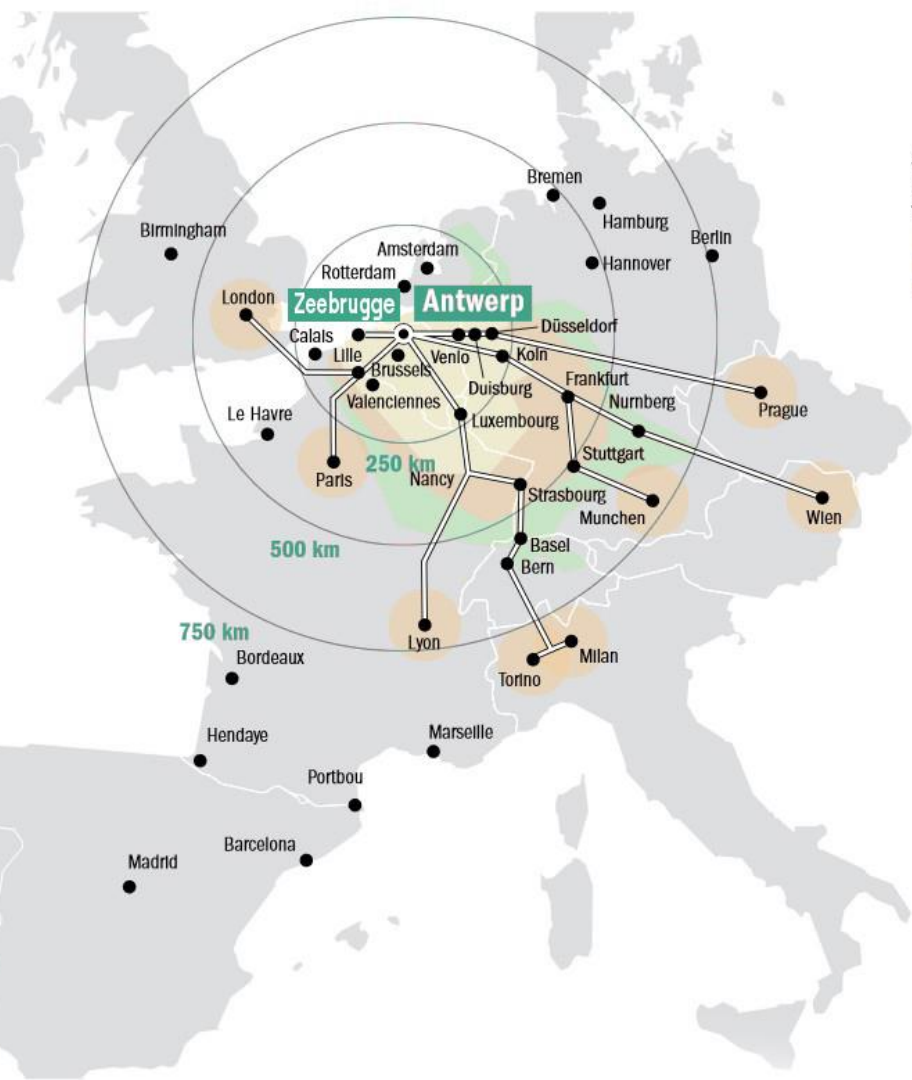 Bremen
Hamburg
Birmingham
Berlin
Amsterdam
Hannover
Rotterdam
London
Zeebrugge
Antwerp
Düsseldorf
Calais
Lille
Venlo
Koln
Brussels
Duisburg
Frankfurt
Valenciennes
Nurnberg
Prague
Le Havre
Luxembourg
Stuttgart
250 km
Paris
Nancy
Strasbourg
Munchen
Wien
500 km
Basel
Bern
750 km
Lyon
Bordeaux
Milan
Torino
Hendaye
Marseille
Portbou
Barcelona
Madrid